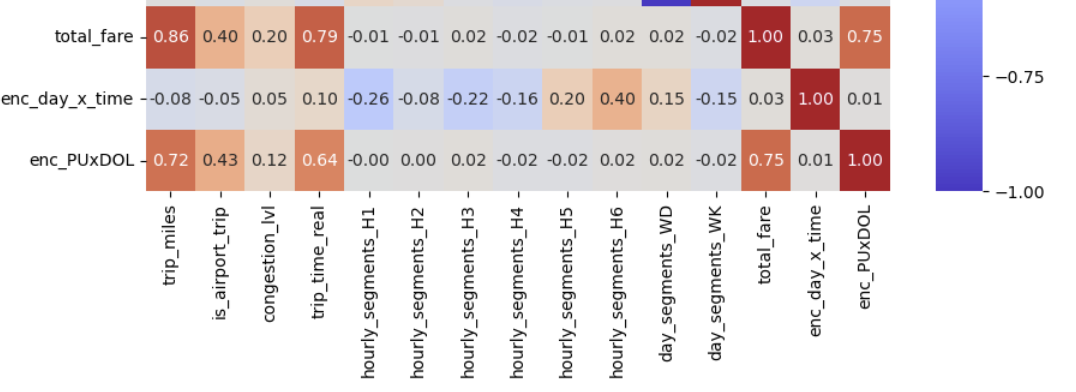 total_fare 0.86 0.40 0.20 0.79 -0.01 -0.01 0.02 -0.02 -0.01 0.02 0.02 -0.02 1.00 0.03 0.75
-0.75
enc_day_x_time -0.08 -0.05 0.05 0.10 -0.26 -0.08 -0.22 -0.16 0.20 0.40 0.15 -0.15 0.03 1.00 0.01
enc_PUxDOL 0.72 0.43 0.12 0.64 -0.00 0.00 0.02 -0.02 -0.02 0.02 0.02 -0.02 0.75 0.01 1.00
-1.00
trip_miles
is_airport_trip
congestion_lvl
trip_time_real
hourly_segments_H1
hourly_segments_H2
hourly_segments_H3
hourly_segments_H4
hourly_segments_H5
hourly_segments_H6
day_segments_WD
day_segments_WK
total_fare
enc_day_x_time
enc_PUxDOL